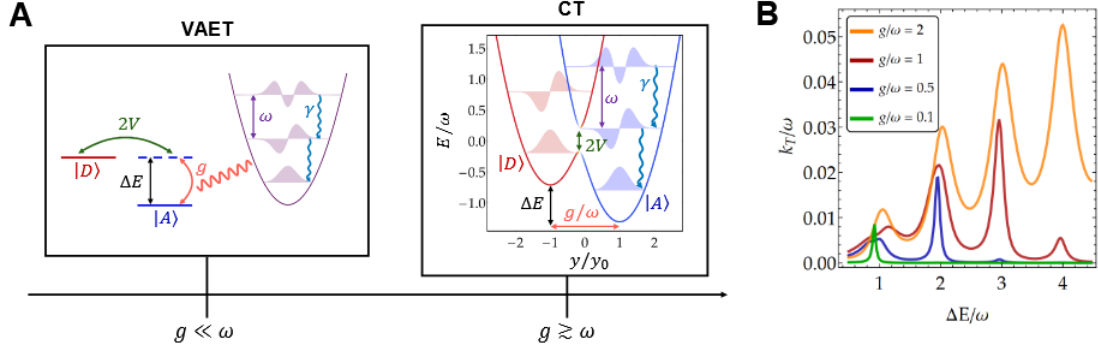 A
VAET
CT
B
2V
|D⟩
ΔE
g
|A⟩
ω
γ
E/ω
1.5
1.0
0.5
0.0
-0.5
-1.0
|D⟩
2V
ω
γ
|A⟩
ΔE
g/ω
-2 -1 0 1 2
y/y₀
g ≪ ω
g ≳ ω
k_T/ω
0.05
0.04
0.03
0.02
0.01
0.00
g/ω = 2
g/ω = 1
g/ω = 0.5
g/ω = 0.1
1 2 3 4
ΔE/ω